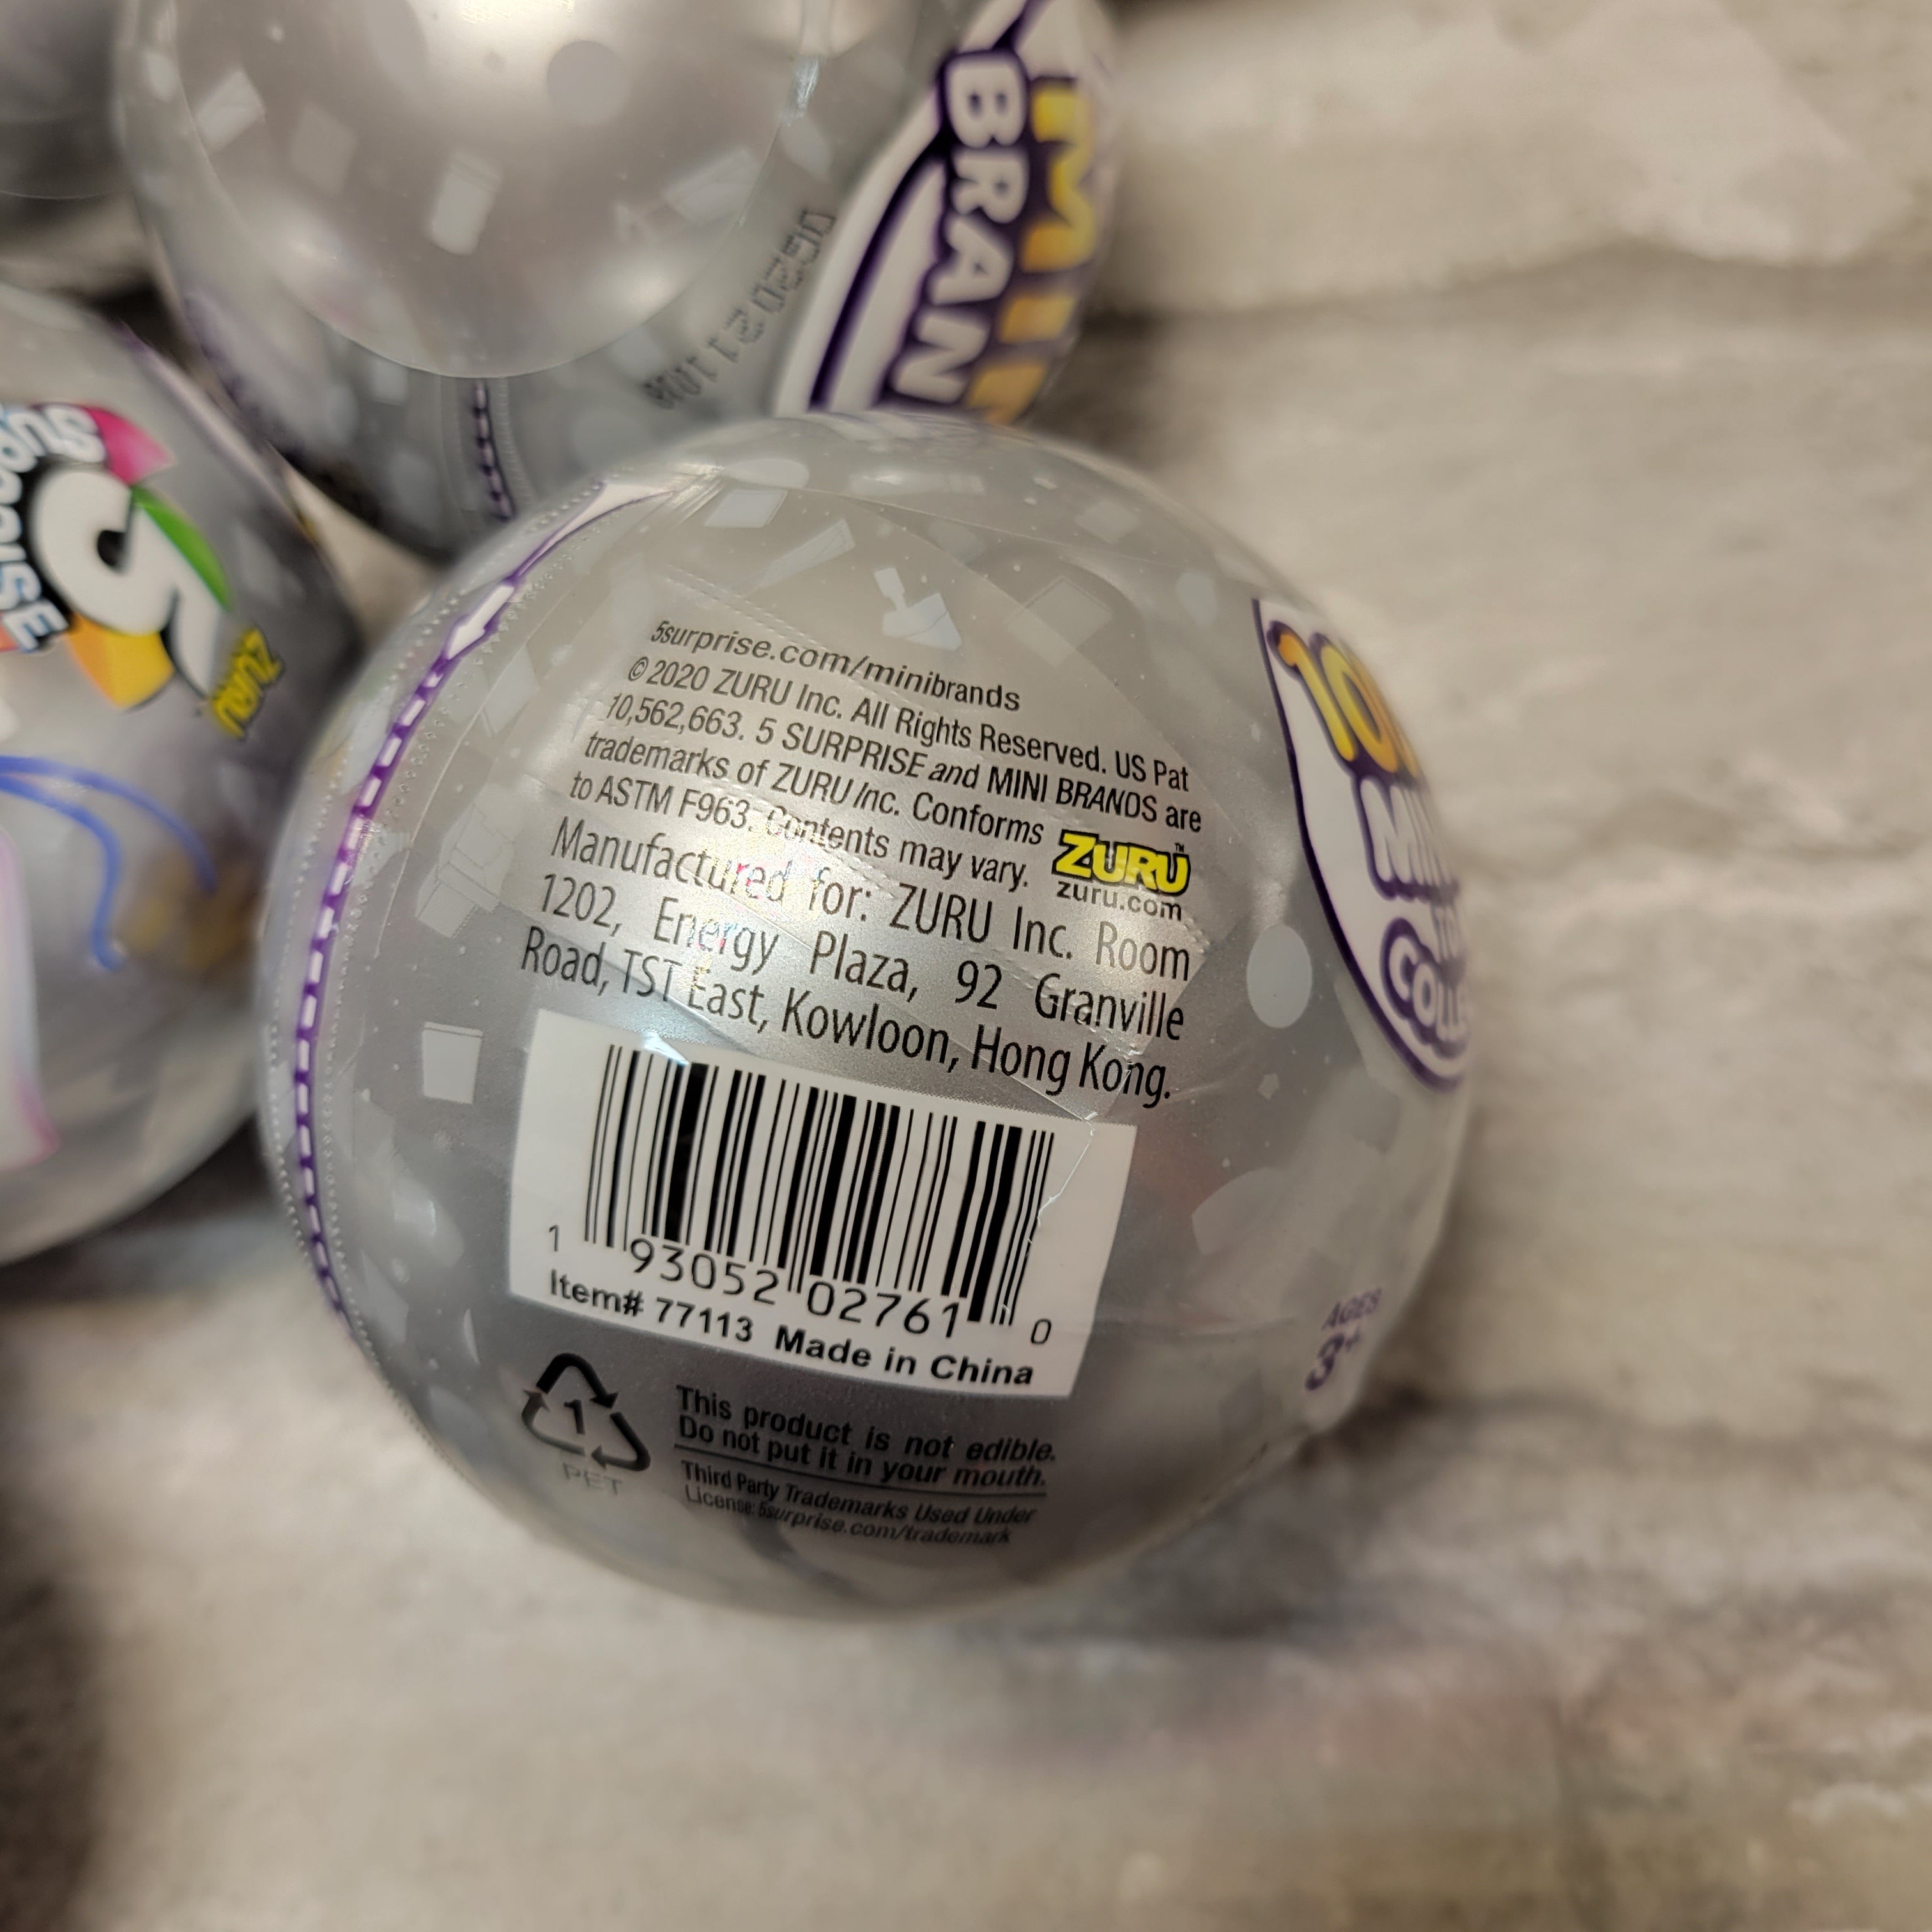 MINI
BRAN
SURPRISE
5
ZURU
5surprise.com/minibrands
© 2020 ZURU Inc. All Rights Reserved. US Pat
10,562,663. 5 SURPRISE and MINI BRANDS are
trademarks of ZURU Inc. Conforms
to ASTM F963. Contents may vary.
ZURU™
zuru.com
Manufactured for: ZURU Inc. Room
1202, Energy Plaza, 92 Granville
Road, TST East, Kowloon, Hong Kong.
1 93052 02761 0
Item# 77113 Made in China
1
PET
This product is not edible.
Do not put it in your mouth.
Third Party Trademarks Used Under
License: 5surprise.com/trademark
AGES
3+